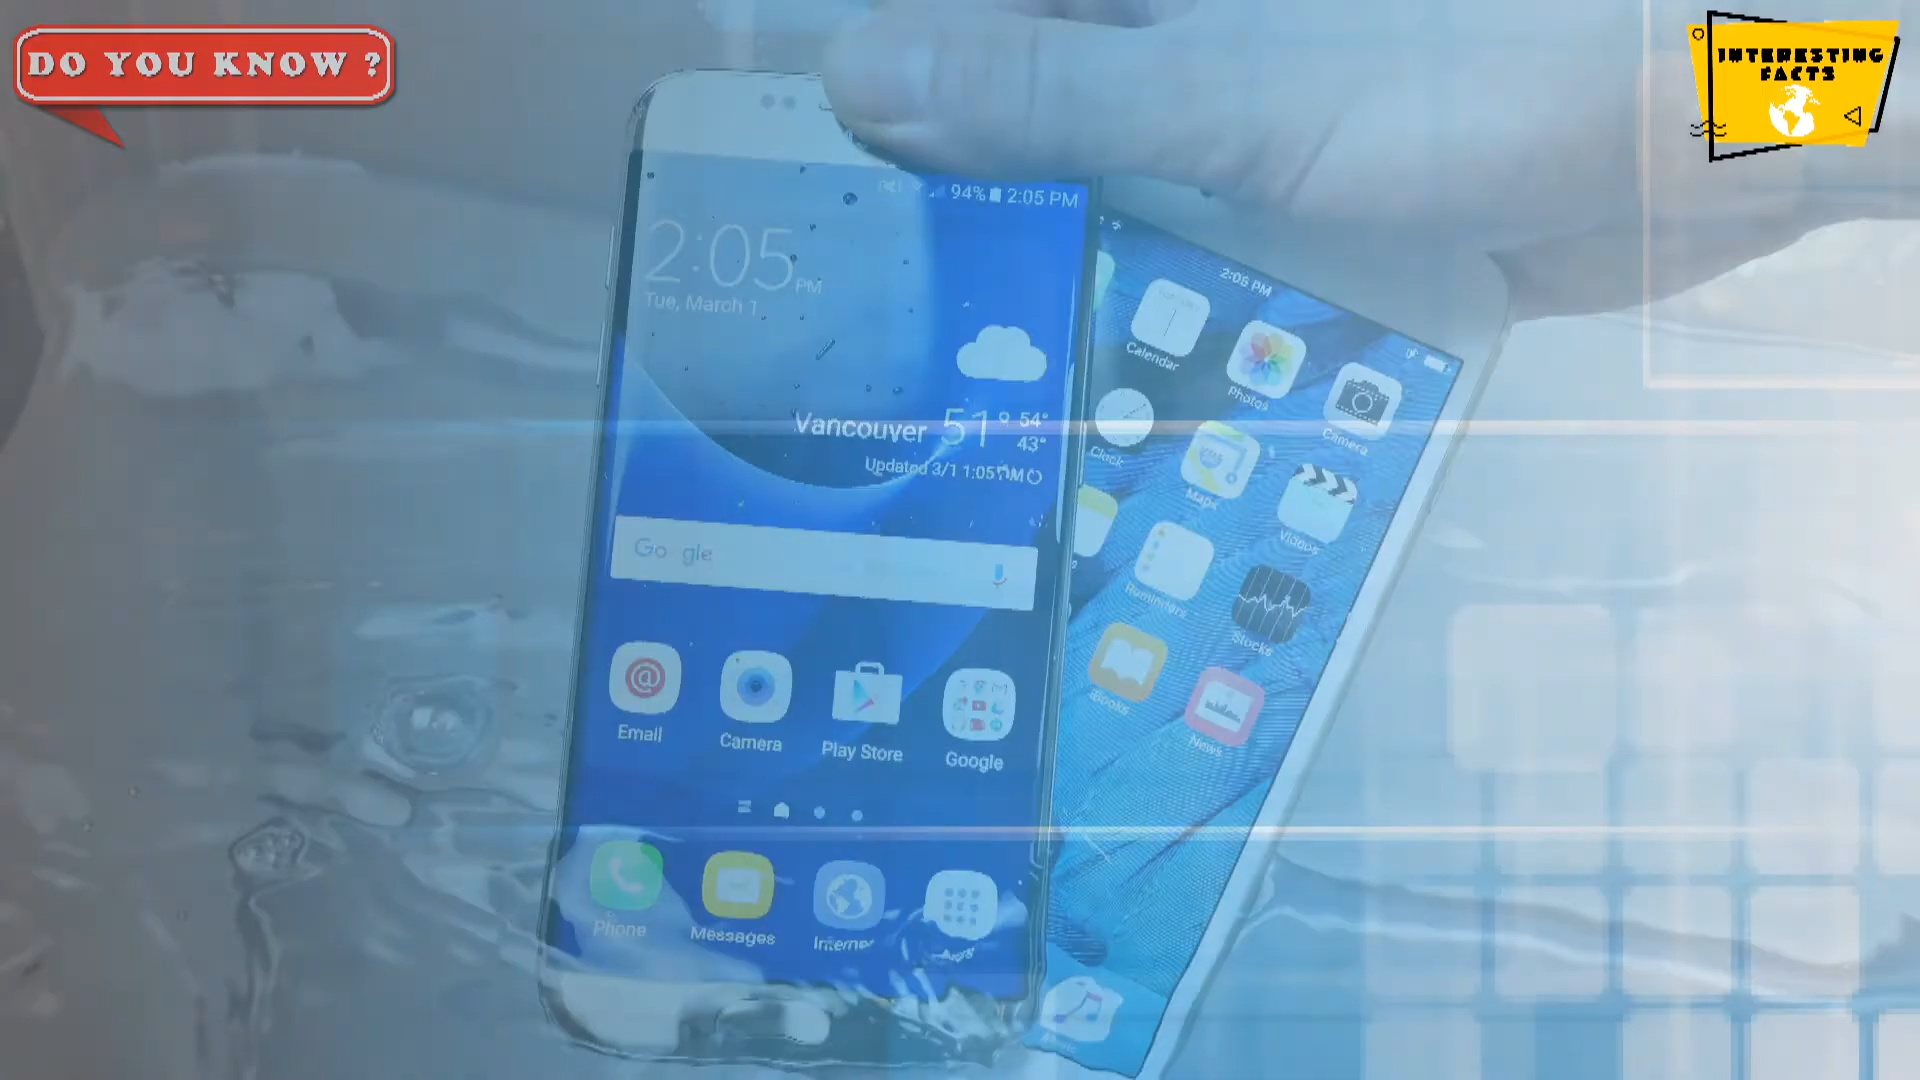 DO YOU KNOW ?
INTERESTING
FACTS
94% 2:05 PM
2:05 PM
Tue, March 1
Vancouver 51° 54°
43°
Updated 3/1 1:05
Google
Email
Camera
Play Store
Google
Phone
Messages
Internet
2:05 PM
Calendar
Photos
Camera
Clock
Maps
Videos
Reminders
Stocks
iBooks
News